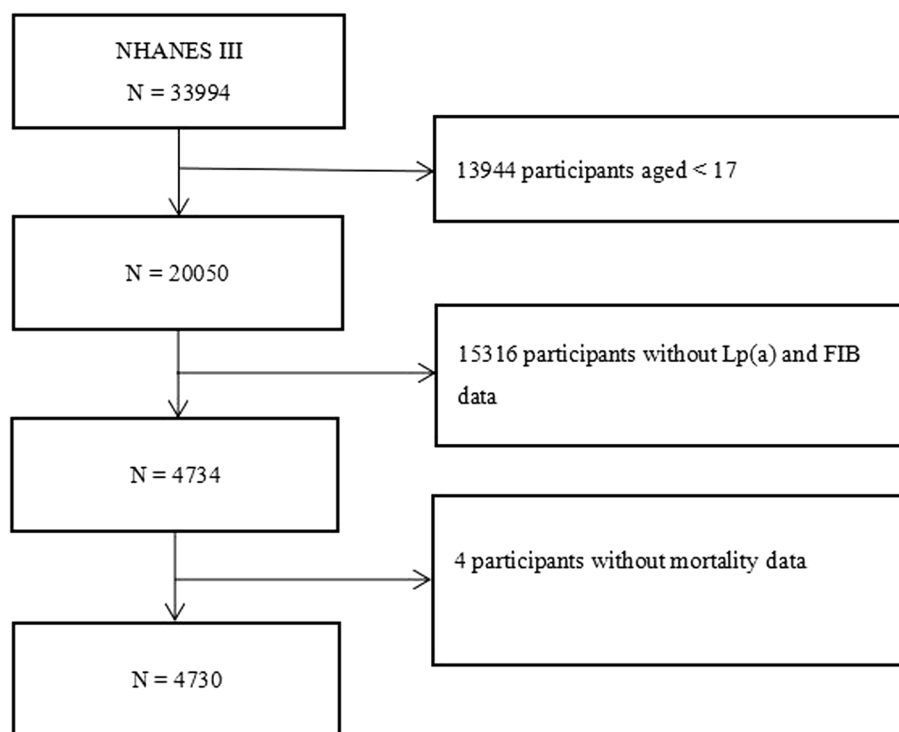 NHANES III
N = 33994
13944 participants aged < 17
N = 20050
15316 participants without Lp(a) and FIB
data
N = 4734
4 participants without mortality data
N = 4730